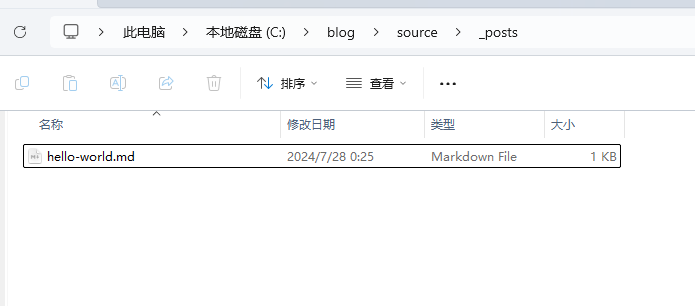 此电脑 > 本地磁盘 (C:) > blog > source > _posts
排序 查看
名称 修改日期 类型 大小
hello-world.md 2024/7/28 0:25 Markdown File 1 KB